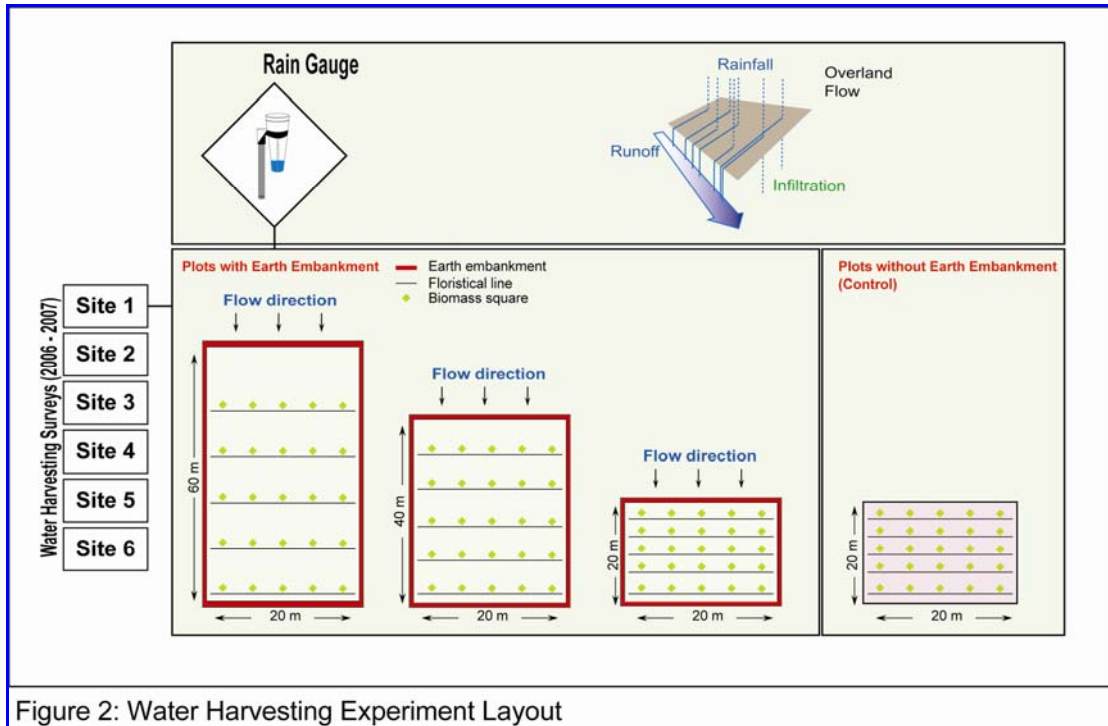 Rain Gauge
Rainfall
Overland
Flow
Runoff
Infiltration
Water Harvesting Surveys (2006 - 2007)
Site 1
Site 2
Site 3
Site 4
Site 5
Site 6
Plots with Earth Embankment
Earth embankment
Floristical line
Biomass square
Flow direction
60 m
20 m
Flow direction
40 m
20 m
Flow direction
20 m
20 m
Plots without Earth Embankment
(Control)
20 m
20 m
Figure 2: Water Harvesting Experiment Layout